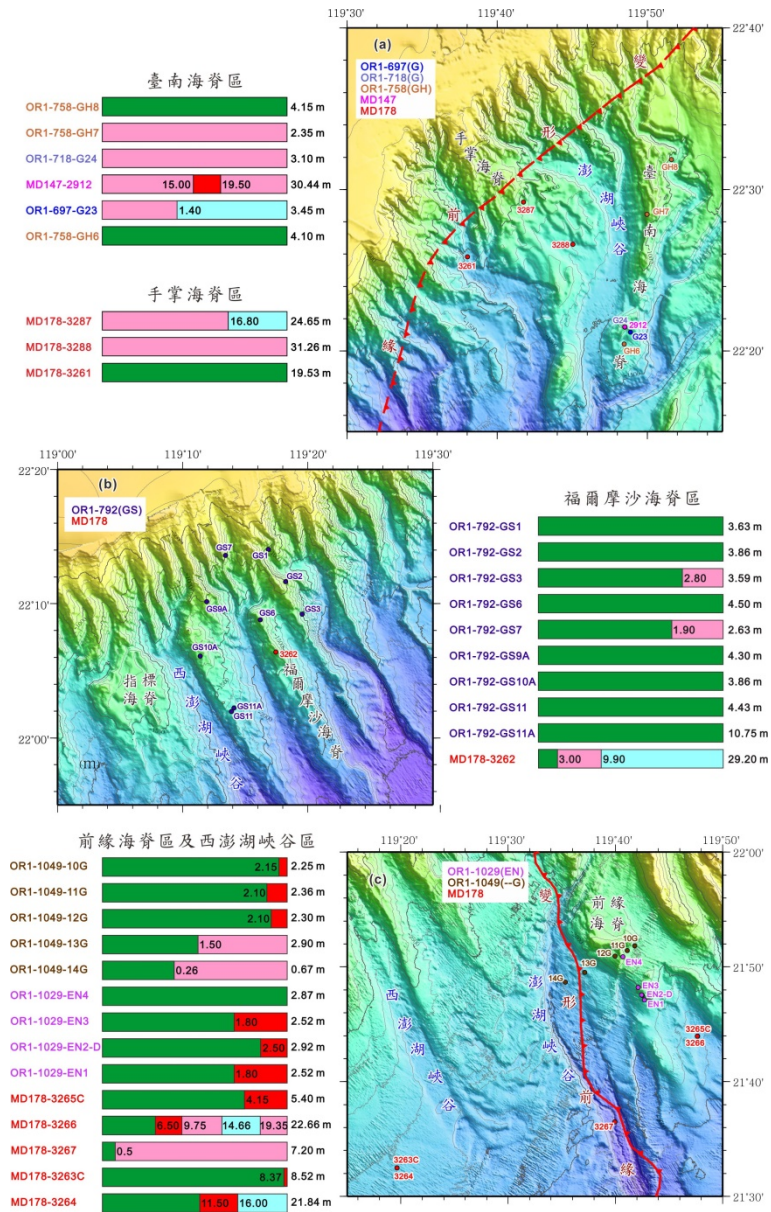 119°30' 119°40' 119°50'
22°40'
(a)
OR1-697(G)
OR1-718(G)
OR1-758(GH)
MD147
MD178
變
形
前
緣
手掌海脊
澎湖峽谷
臺南海脊
GH8
3287
GH7
22°30'
3288
3261
G24 2912
G23
GH6
22°20'
臺南海脊區
OR1-758-GH8 4.15 m
OR1-758-GH7 2.35 m
OR1-718-G24 3.10 m
MD147-2912 15.00 19.50 30.44 m
OR1-697-G23 1.40 3.45 m
OR1-758-GH6 4.10 m
手掌海脊區
MD178-3287 16.80 24.65 m
MD178-3288 31.26 m
MD178-3261 19.53 m
119°00' 119°10' 119°20' 119°30'
22°20'
(b)
OR1-792(GS)
MD178
GS7 GS1
GS2
22°10'
GS9A GS6 GS3
GS10A 3262
指標海脊
西澎湖峽谷
福爾摩沙海脊
GS11A
GS11
22°00'
(m)
福爾摩沙海脊區
OR1-792-GS1 3.63 m
OR1-792-GS2 3.86 m
OR1-792-GS3 2.80 3.59 m
OR1-792-GS6 4.50 m
OR1-792-GS7 1.90 2.63 m
OR1-792-GS9A 4.30 m
OR1-792-GS10A 3.86 m
OR1-792-GS11 4.43 m
OR1-792-GS11A 10.75 m
MD178-3262 3.00 9.90 29.20 m
前緣海脊區及西澎湖峽谷區
OR1-1049-10G 2.15 2.25 m
OR1-1049-11G 2.10 2.36 m
OR1-1049-12G 2.10 2.30 m
OR1-1049-13G 1.50 2.90 m
OR1-1049-14G 0.26 0.67 m
OR1-1029-EN4 2.87 m
OR1-1029-EN3 1.80 2.52 m
OR1-1029-EN2-D 2.50 2.92 m
OR1-1029-EN1 1.80 2.52 m
MD178-3265C 4.15 5.40 m
MD178-3266 6.50 9.75 14.66 19.35 22.66 m
MD178-3267 0.5 7.20 m
MD178-3263C 8.37 8.52 m
MD178-3264 11.50 16.00 21.84 m
119°20' 119°30' 119°40' 119°50'
22°00'
(c)
OR1-1029(EN)
OR1-1049(--G)
MD178
變
形
前
緣
前緣海脊
10G
11G
12G
EN4
13G
14G
21°50'
EN3
EN2-D
EN1
西澎湖峽谷
澎湖峽谷
3265C
3266
21°40'
3267
3263C
3264
21°30'